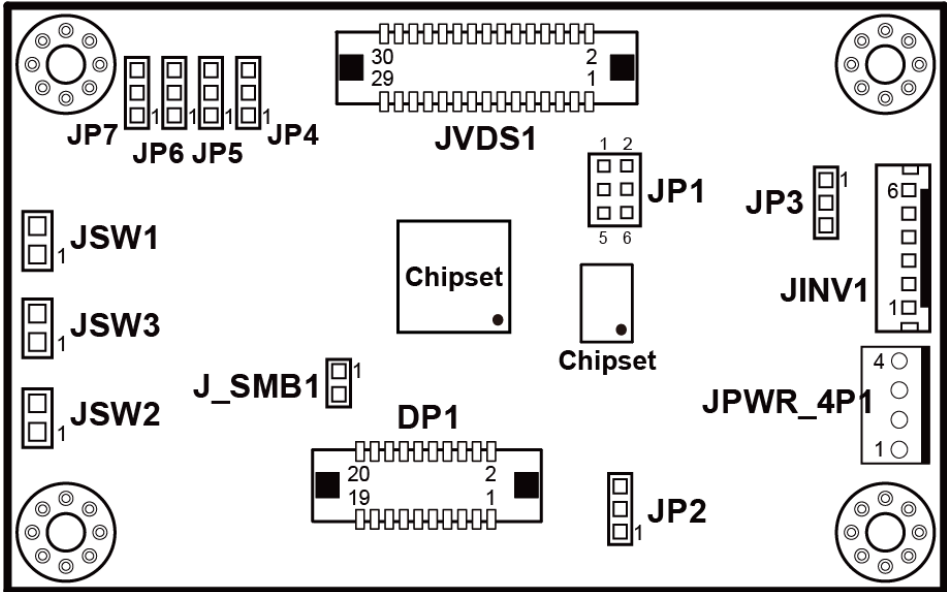 30 2
29 1
JVDS1
1 1 1 1
JP7 JP6 JP5 JP4
1 2
JP1
5 6
JP3 1
6
JINV1
1
JSW1
1
Chipset
JSW3
1
Chipset
J_SMB1 1
JSW2
1
4
JPWR_4P1
1
DP1
20 2
19 1
JP2
1